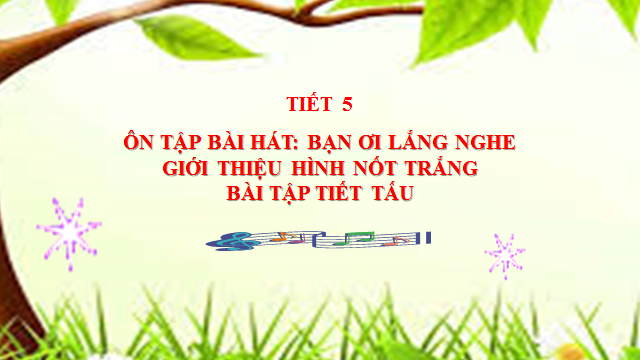 TIẾT 5
ÔN TẬP BÀI HÁT: BẠN ƠI LẮNG NGHE
GIỚI THIỆU HÌNH NỐT TRẮNG
BÀI TẬP TIẾT TẤU